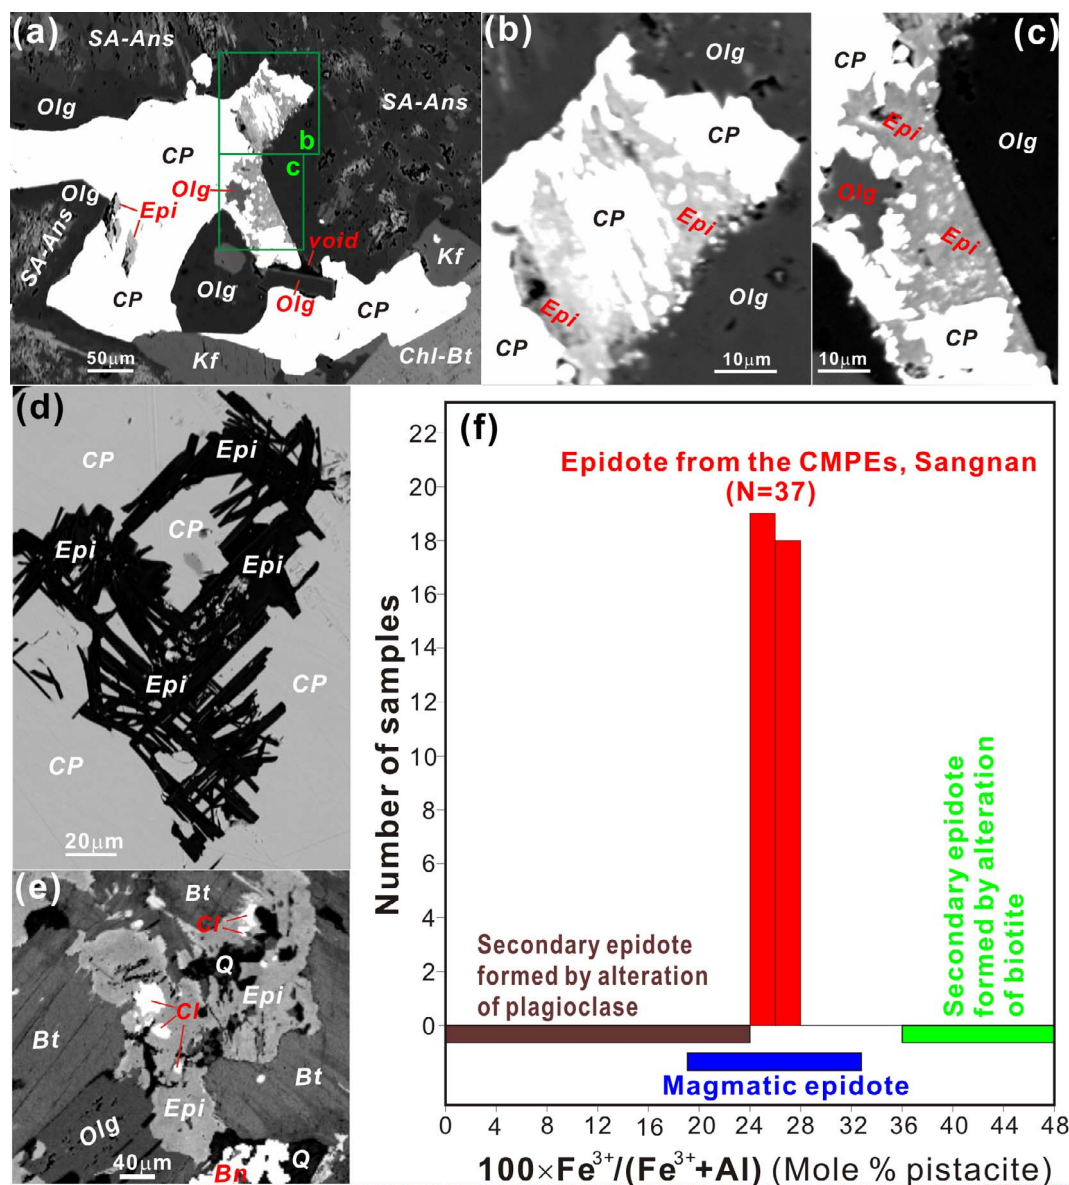 (a)
SA-Ans
Olg
SA-Ans
b
CP
c
Olg
Olg
Epi
void
SA-Ans
Kf
CP
Olg
Olg
CP
50μm
Kf
Chl-Bt
(b)
Olg
CP
CP
Epi
Epi
Olg
CP
10μm
(c)
CP
Epi
Olg
Olg
Epi
CP
10μm
(d)
CP
Epi
CP
Epi
Epi
Epi
CP
CP
20μm
(e)
Bt
Cl
Q
Epi
Cl
Bt
Bt
Epi
Olg
Q
40μm
Bn
(f)
Epidote from the CMPEs, Sangnan
(N=37)
Number of samples
22
20
18
16
14
12
10
8
6
4
2
0
Secondary epidote
formed by alteration
of plagioclase
Secondary epidote
formed by alteration
of biotite
Magmatic epidote
0 4 8 12 16 20 24 28 32 36 40 44 48
100×Fe³⁺/(Fe³⁺+Al) (Mole % pistacite)